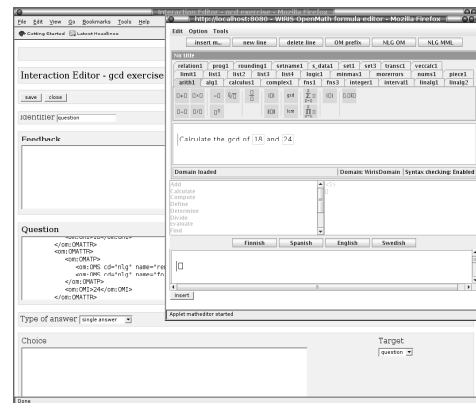 Interaction Editor - gcd exercise - Mozilla Firefox
File Edit View Go Bookmarks Tools Help
Getting Started Latest Headlines
Interaction Editor - gcd exercise
save close
Identifier question
Feedback
Question
</om:OMATTR>
<om:OMATTR>
<om:OMATP>
<om:OMS cd="nlg" name="
<om:OMS cd="nlg" name="
</om:OMATP>
<om:OMI>24</om:OMI>
</om:OMATTR>
Type of answer single answer
Choice
Target
question
Done
http://localhost:8080 - WIRIS OpenMath formula editor - Mozilla Firefox
Edit Option Tools
insert m... new line delete line OM prefix NLG OM NLG MML
No title
relation1 prog1 rounding1 setname1 s_data1 set1 set3 transc1 veccalc1
limit1 list1 list2 list3 list4 logic1 minmax1 moreerrors nums1 piece1
arith1 alg1 calculus1 complex1 fns1 fns3 integer1 interval1 linalg1 linalg2
gcd
lcm
Calculate the gcd of 18 and 24
Domain loaded Domain: WirisDomain Syntax checking: Enabled
Add
Calculate
Compute
Define
Determine
Divide
Evaluate
Find
Finnish Spanish English Swedish
Insert
Applet matheditor started